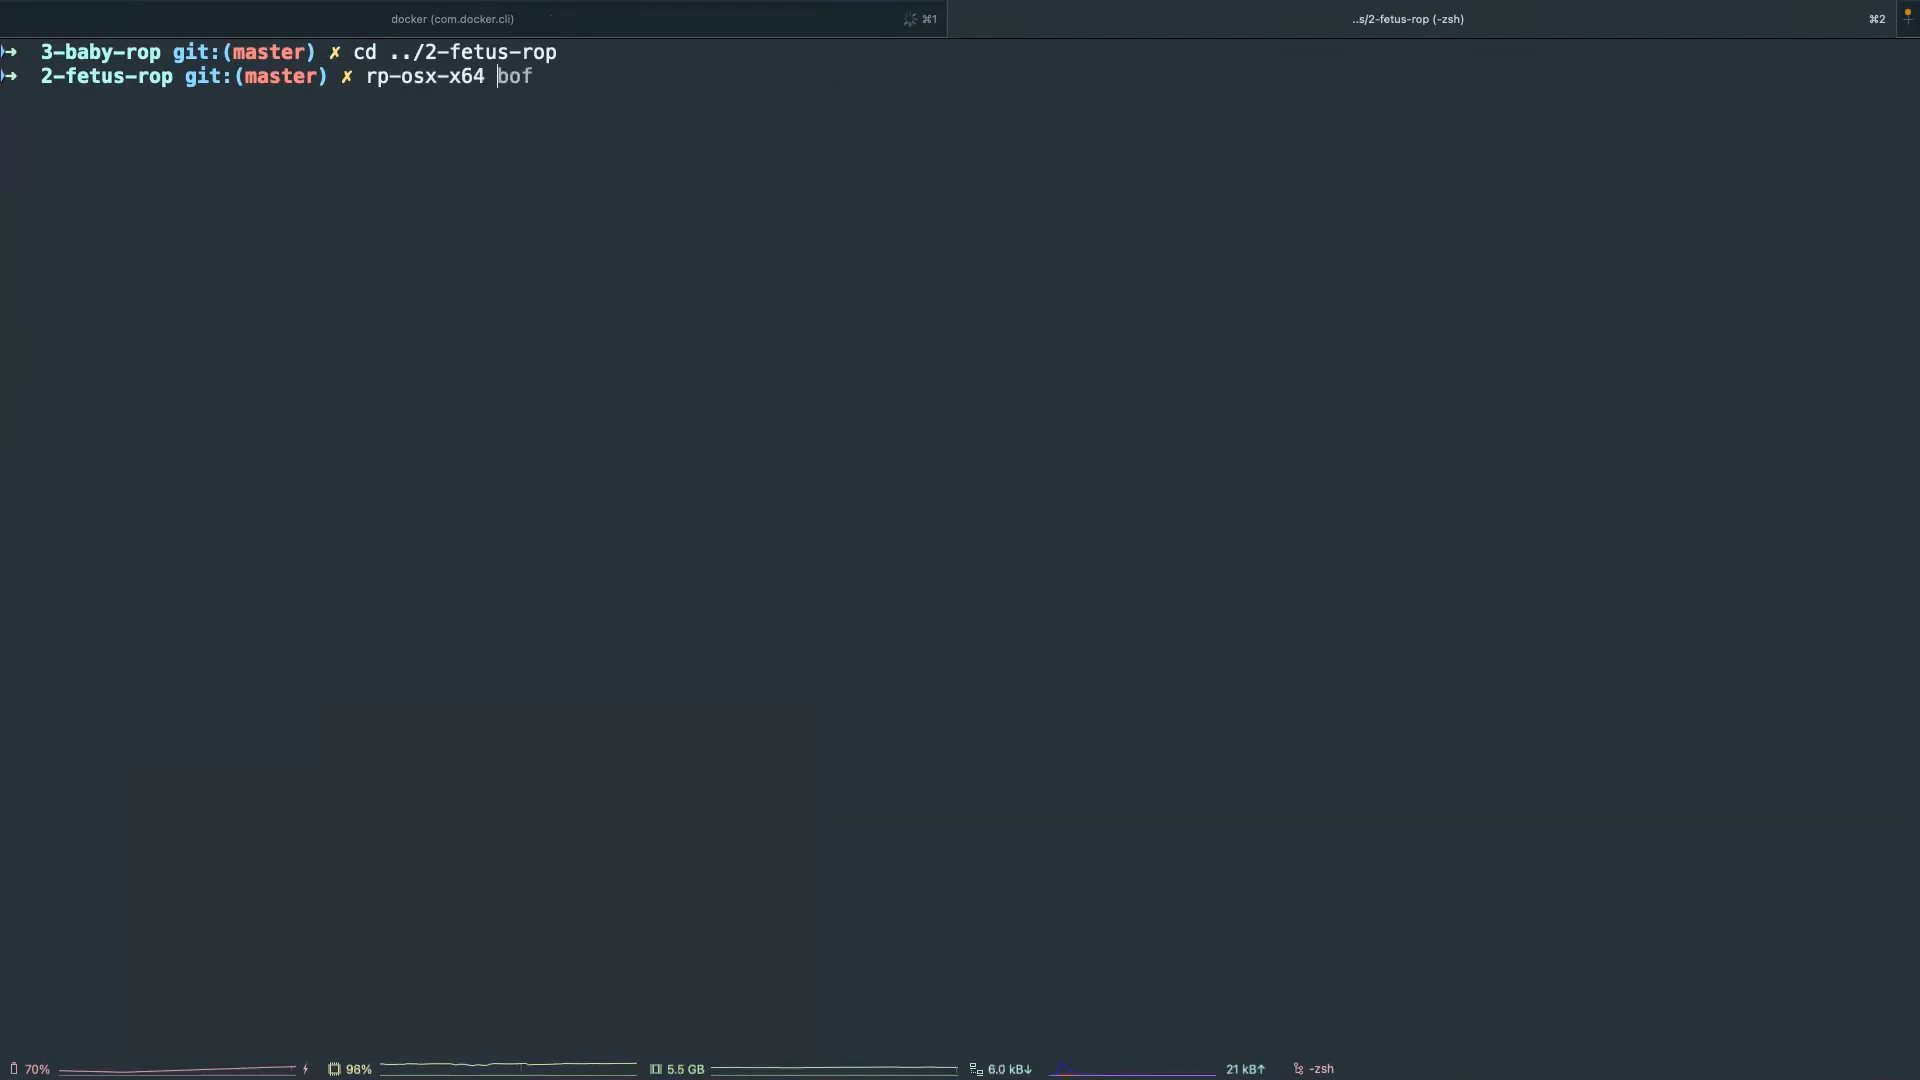 docker (com.docker.cli) ⌘1 ..s/2-fetus-rop (-zsh) ⌘2
➜ 3-baby-rop git:(master) ✗ cd ../2-fetus-rop
➜ 2-fetus-rop git:(master) ✗ rp-osx-x64 bof
70% 98% 5.5 GB 6.0 kB↓ 21 kB↑ -zsh